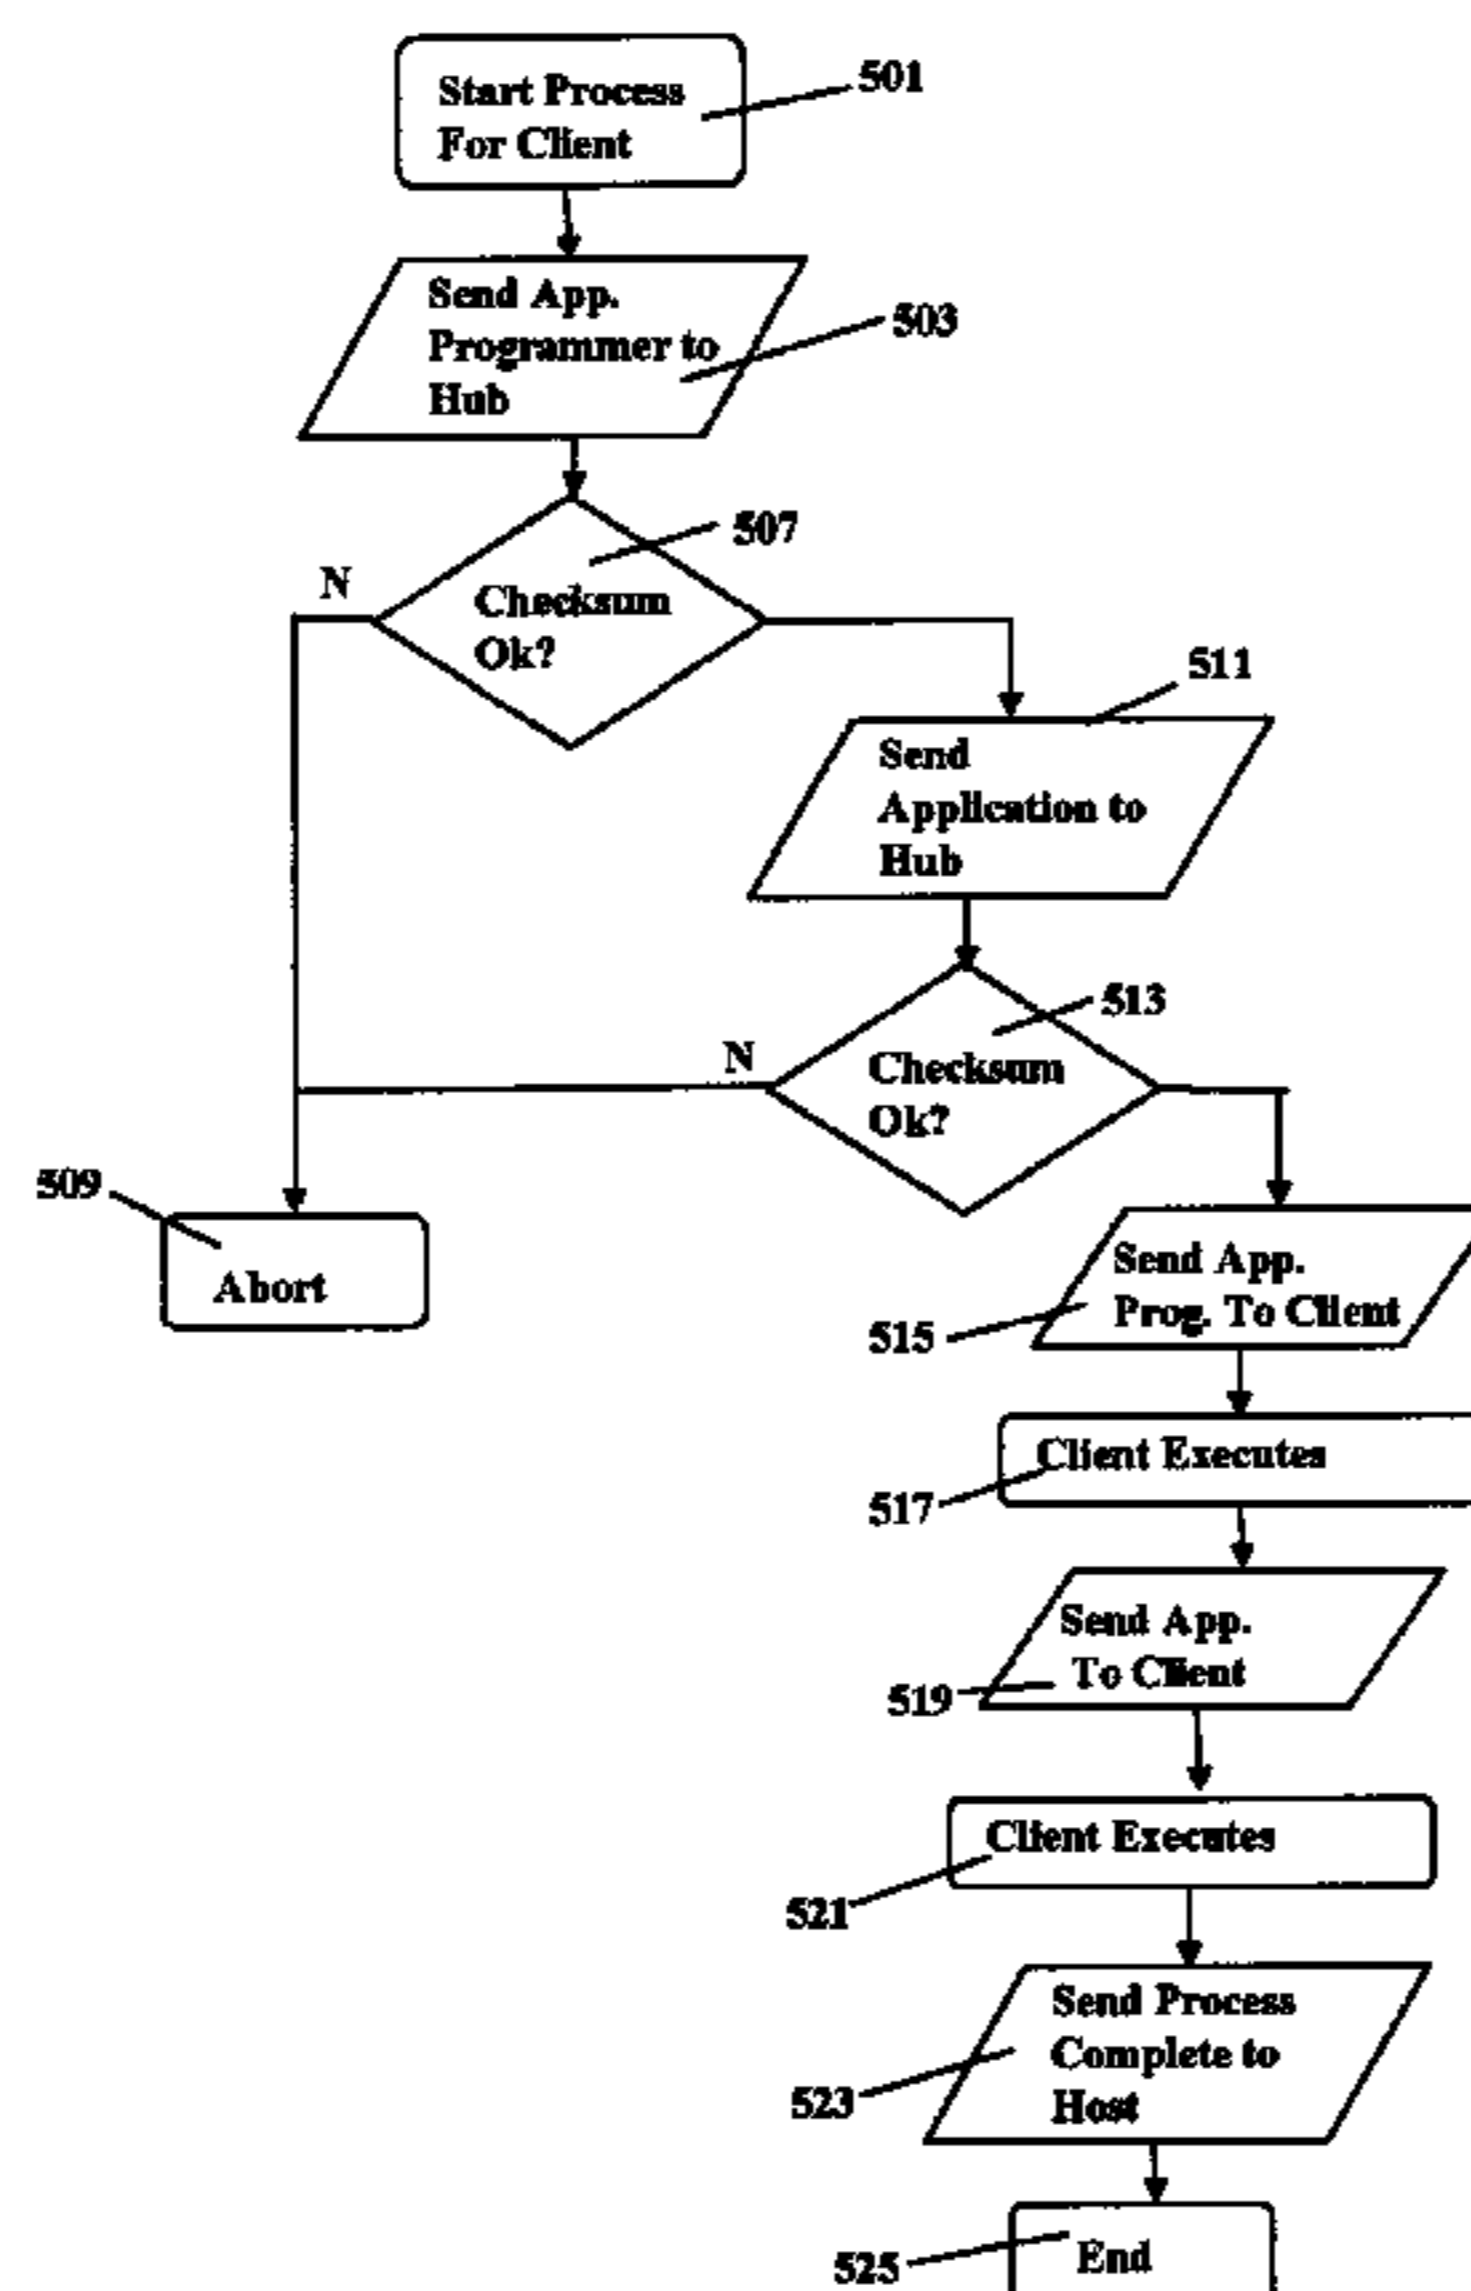 Start Process
For Client
501
Send App.
Programmer to
Hub
503
507
N
Checksum
Ok?
511
Send
Application to
Hub
513
N
Checksum
Ok?
509
Abort
Send App.
Prog. To Client
515
Client Executes
517
Send App.
To Client
519
Client Executes
521
Send Process
Complete to
Host
523
End
525